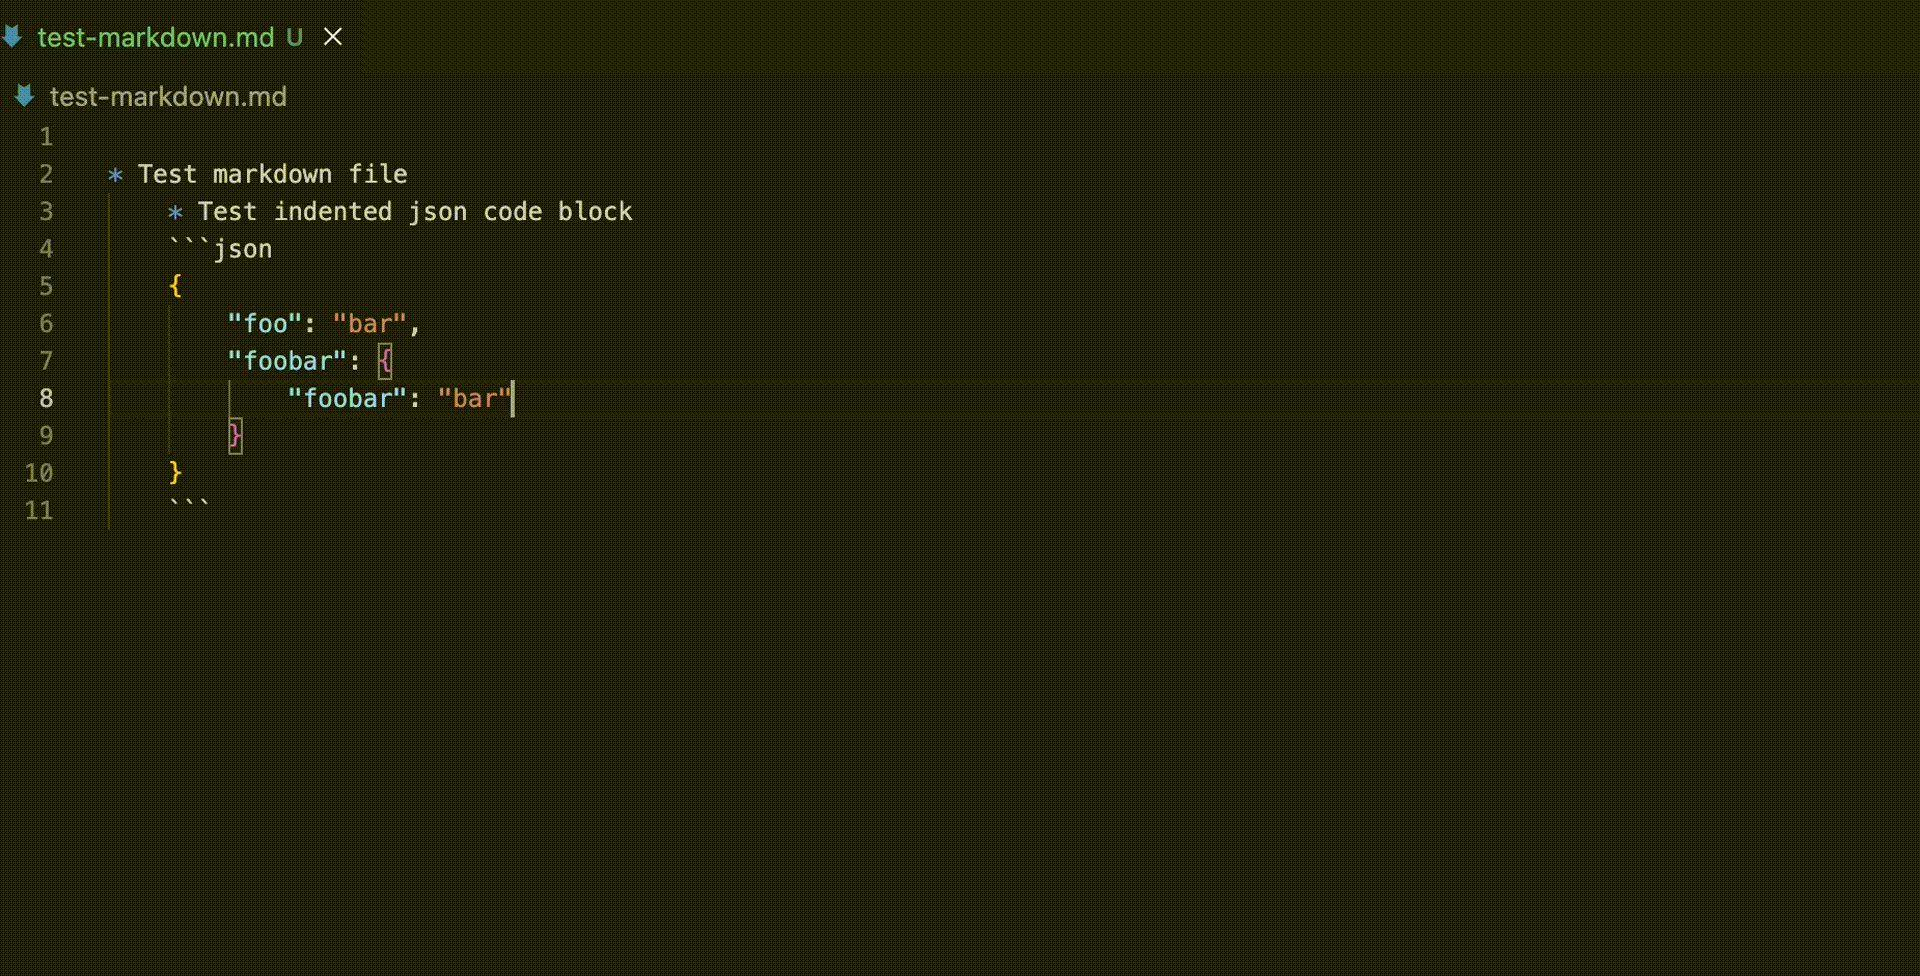 test-markdown.md U ×
test-markdown.md
1
2 * Test markdown file
3     * Test indented json code block
4     ```json
5     {
6         "foo": "bar",
7         "foobar": {
8             "foobar": "bar"
9         }
10     }
11     ```